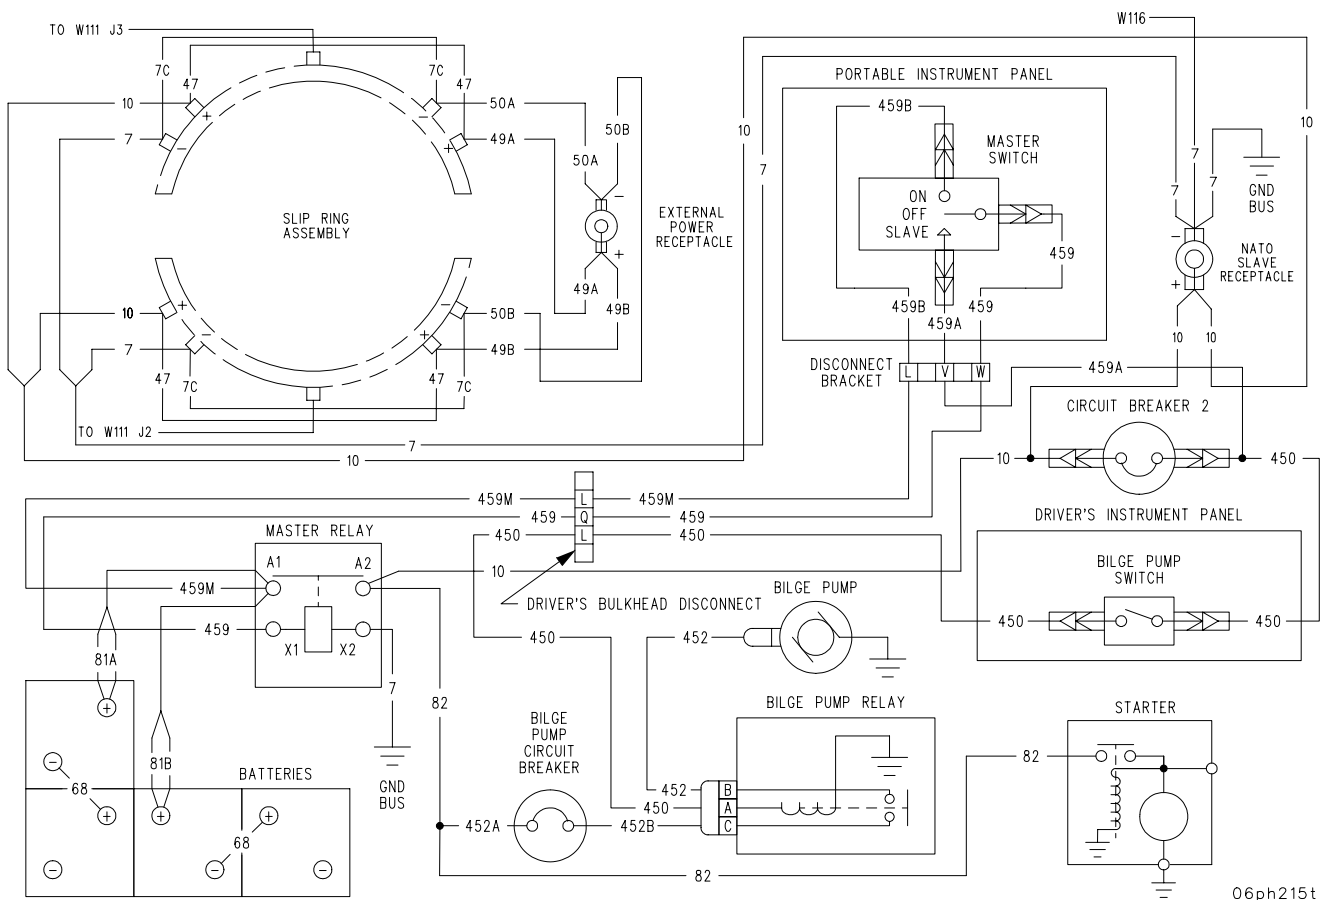 TO W111 J3
W116
7C
47
7C
47
PORTABLE INSTRUMENT PANEL
10
50A
459B
50B
10
10
7
49A
MASTER
SWITCH
50A
7
7
7
7
GND
BUS
ON
OFF
SLAVE
SLIP RING
ASSEMBLY
EXTERNAL
POWER
RECEPTACLE
−
+
459
NATO
SLAVE
RECEPTACLE
−
+
49A
49B
459B
459A
459
10
50B
10
10
7
49B
47
7C
47
7C
DISCONNECT
BRACKET
L
V
W
459A
CIRCUIT BREAKER 2
TO W111 J2
7
10
10
450
459M
L
459M
459
Q
459
450
L
450
DRIVER'S INSTRUMENT PANEL
MASTER RELAY
A1
A2
10
BILGE PUMP
SWITCH
459M
BILGE PUMP
DRIVER'S BULKHEAD DISCONNECT
450
450
459
450
452
X1
X2
81A
7
82
BILGE PUMP RELAY
STARTER
BILGE
PUMP
CIRCUIT
BREAKER
81B
82
BATTERIES
68
GND
BUS
452
B
450
A
452A
452B
C
68
82
06ph215t